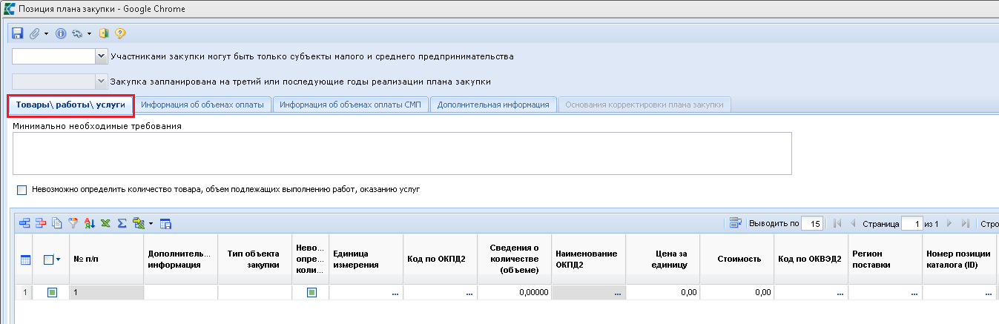 Позиция плана закупки - Google Chrome
Участниками закупки могут быть только субъекты малого и среднего предпринимательства
Закупка запланирована на третий или последующие годы реализации плана закупки
Товары\ работы\ услуги Информация об объемах оплаты Информация об объемах оплаты СМП Дополнительная информация Основания корректировки плана закупки
Минимально необходимые требования
Невозможно определить количество товара, объем подлежащих выполнению работ, оказанию услуг
Выводить по 15 Страница 1 из 1 Стро
№ п/п Дополнитель... информация Тип объекта закупки Нево... опре... коли... Единица измерения Код по ОКПД2 Сведения о количестве (объеме) Наименование ОКПД2 Цена за единицу Стоимость Код по ОКВЭД2 Регион поставки Номер позиции каталога (ID)
1 1 ... ... 0,00000 ... 0,00 0,00 ... ... ...